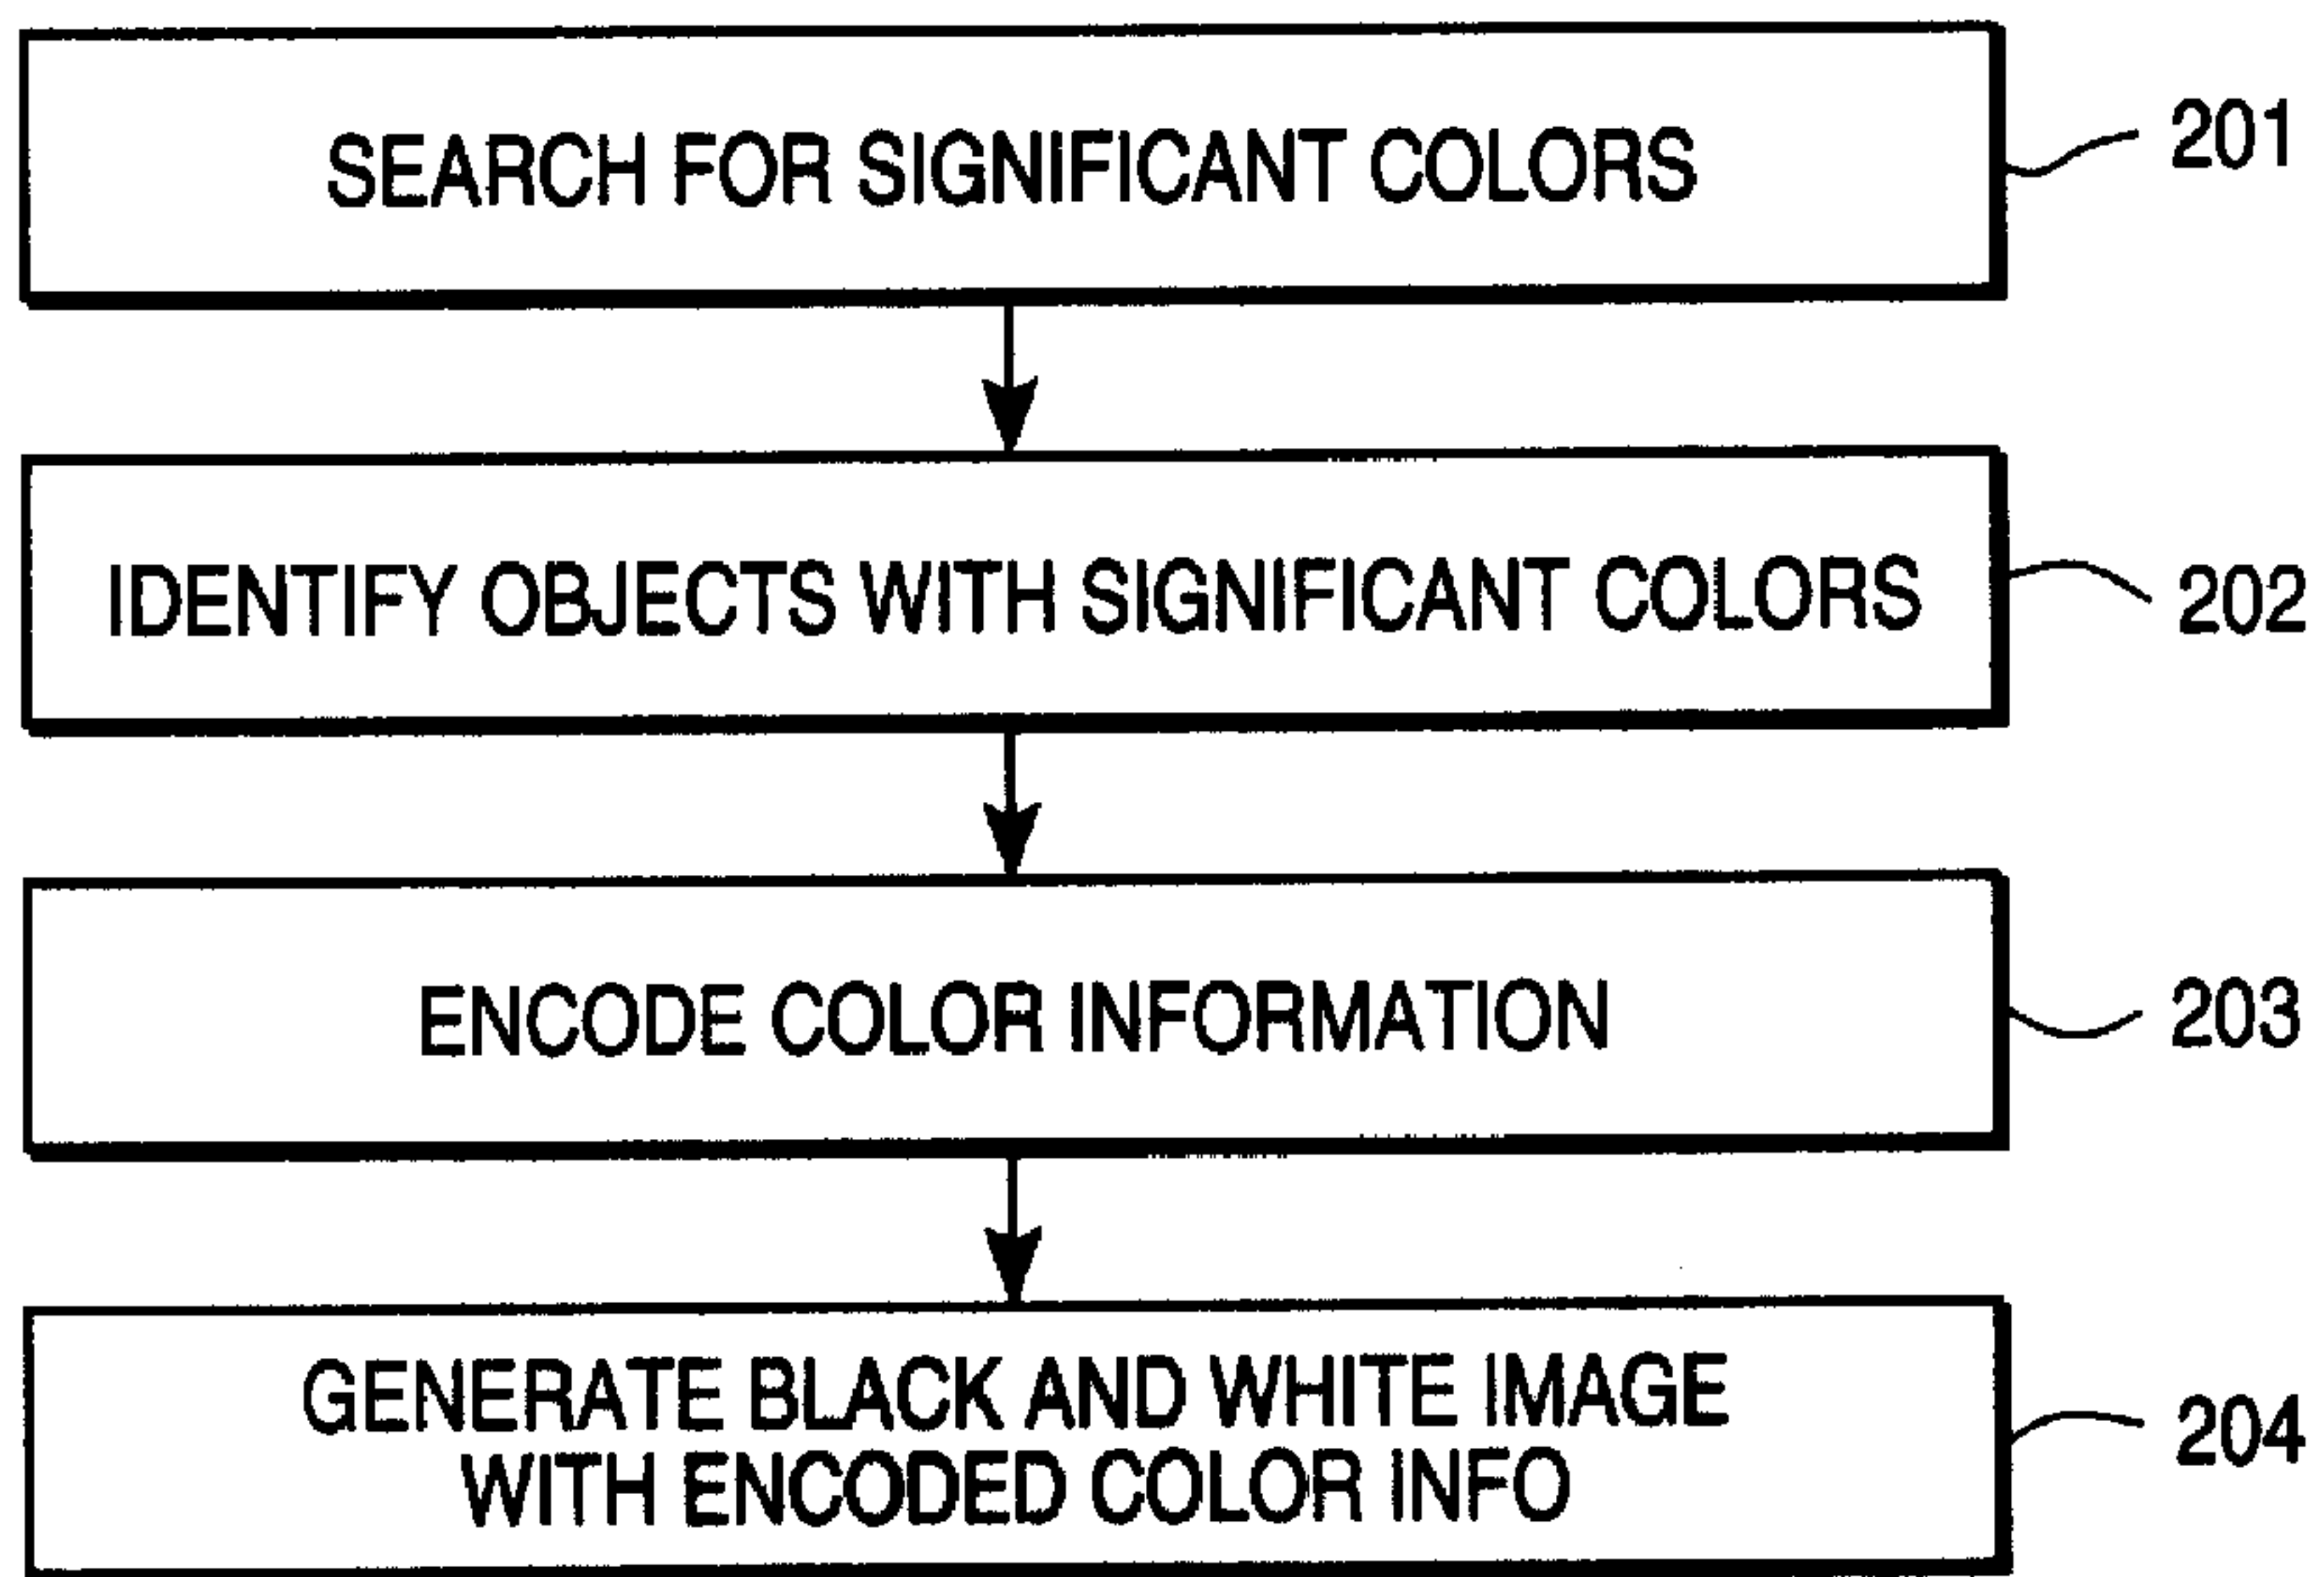 SEARCH FOR SIGNIFICANT COLORS
201
IDENTIFY OBJECTS WITH SIGNIFICANT COLORS
202
ENCODE COLOR INFORMATION
203
GENERATE BLACK AND WHITE IMAGE
WITH ENCODED COLOR INFO
204